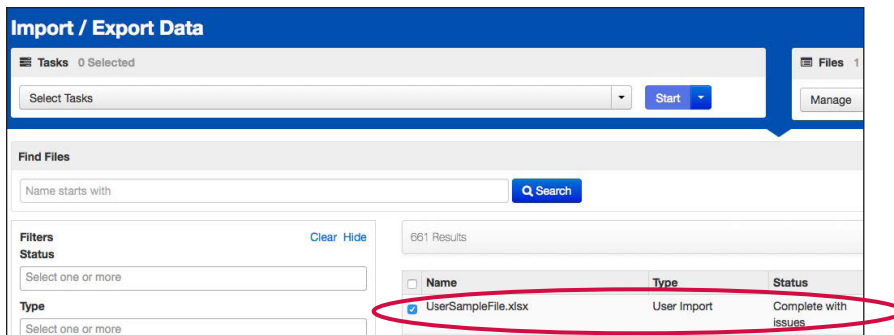 Import / Export Data
Tasks 0 Selected
Files 1
Select Tasks
Start
Manage
Find Files
Name starts with
Search
Filters
Clear Hide
Status
Select one or more
Type
Select one or more
661 Results
Name Type Status
UserSampleFile.xlsx User Import Complete with
issues